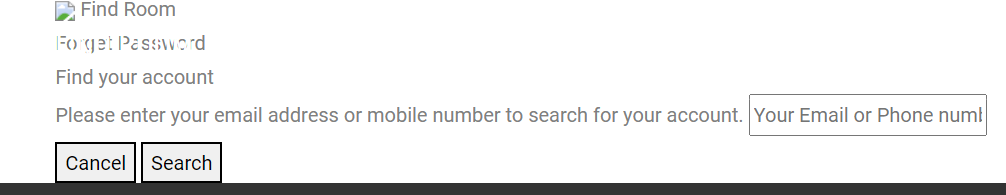 Find Room
Forget Password
Find your account
Please enter your email address or mobile number to search for your account. Your Email or Phone numb
Cancel Search